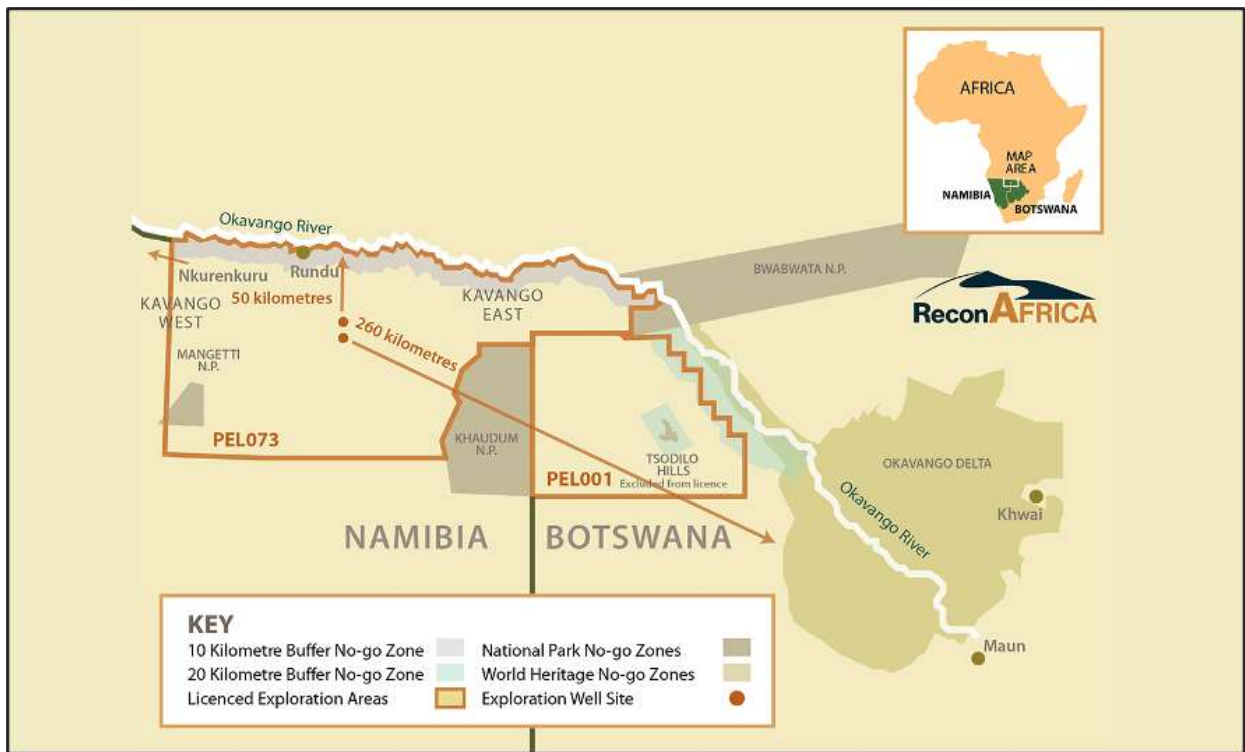 AFRICA
MAP
AREA
NAMIBIA
BOTSWANA
ReconAFRICA
Okavango River
Nkurenkuru
Rundu
BWABWATA N.P.
KAVANGO
WEST
50 kilometres
KAVANGO
EAST
260 kilometres
MANGETTI
N.P.
PEL073
KHAUDUM
N.P.
PEL001
TSODILO
HILLS
Excluded from licence
OKAVANGO DELTA
Khwai
Okavango River
NAMIBIA
BOTSWANA
Maun
KEY
10 Kilometre Buffer No-go Zone
National Park No-go Zones
20 Kilometre Buffer No-go Zone
World Heritage No-go Zones
Licenced Exploration Areas
Exploration Well Site